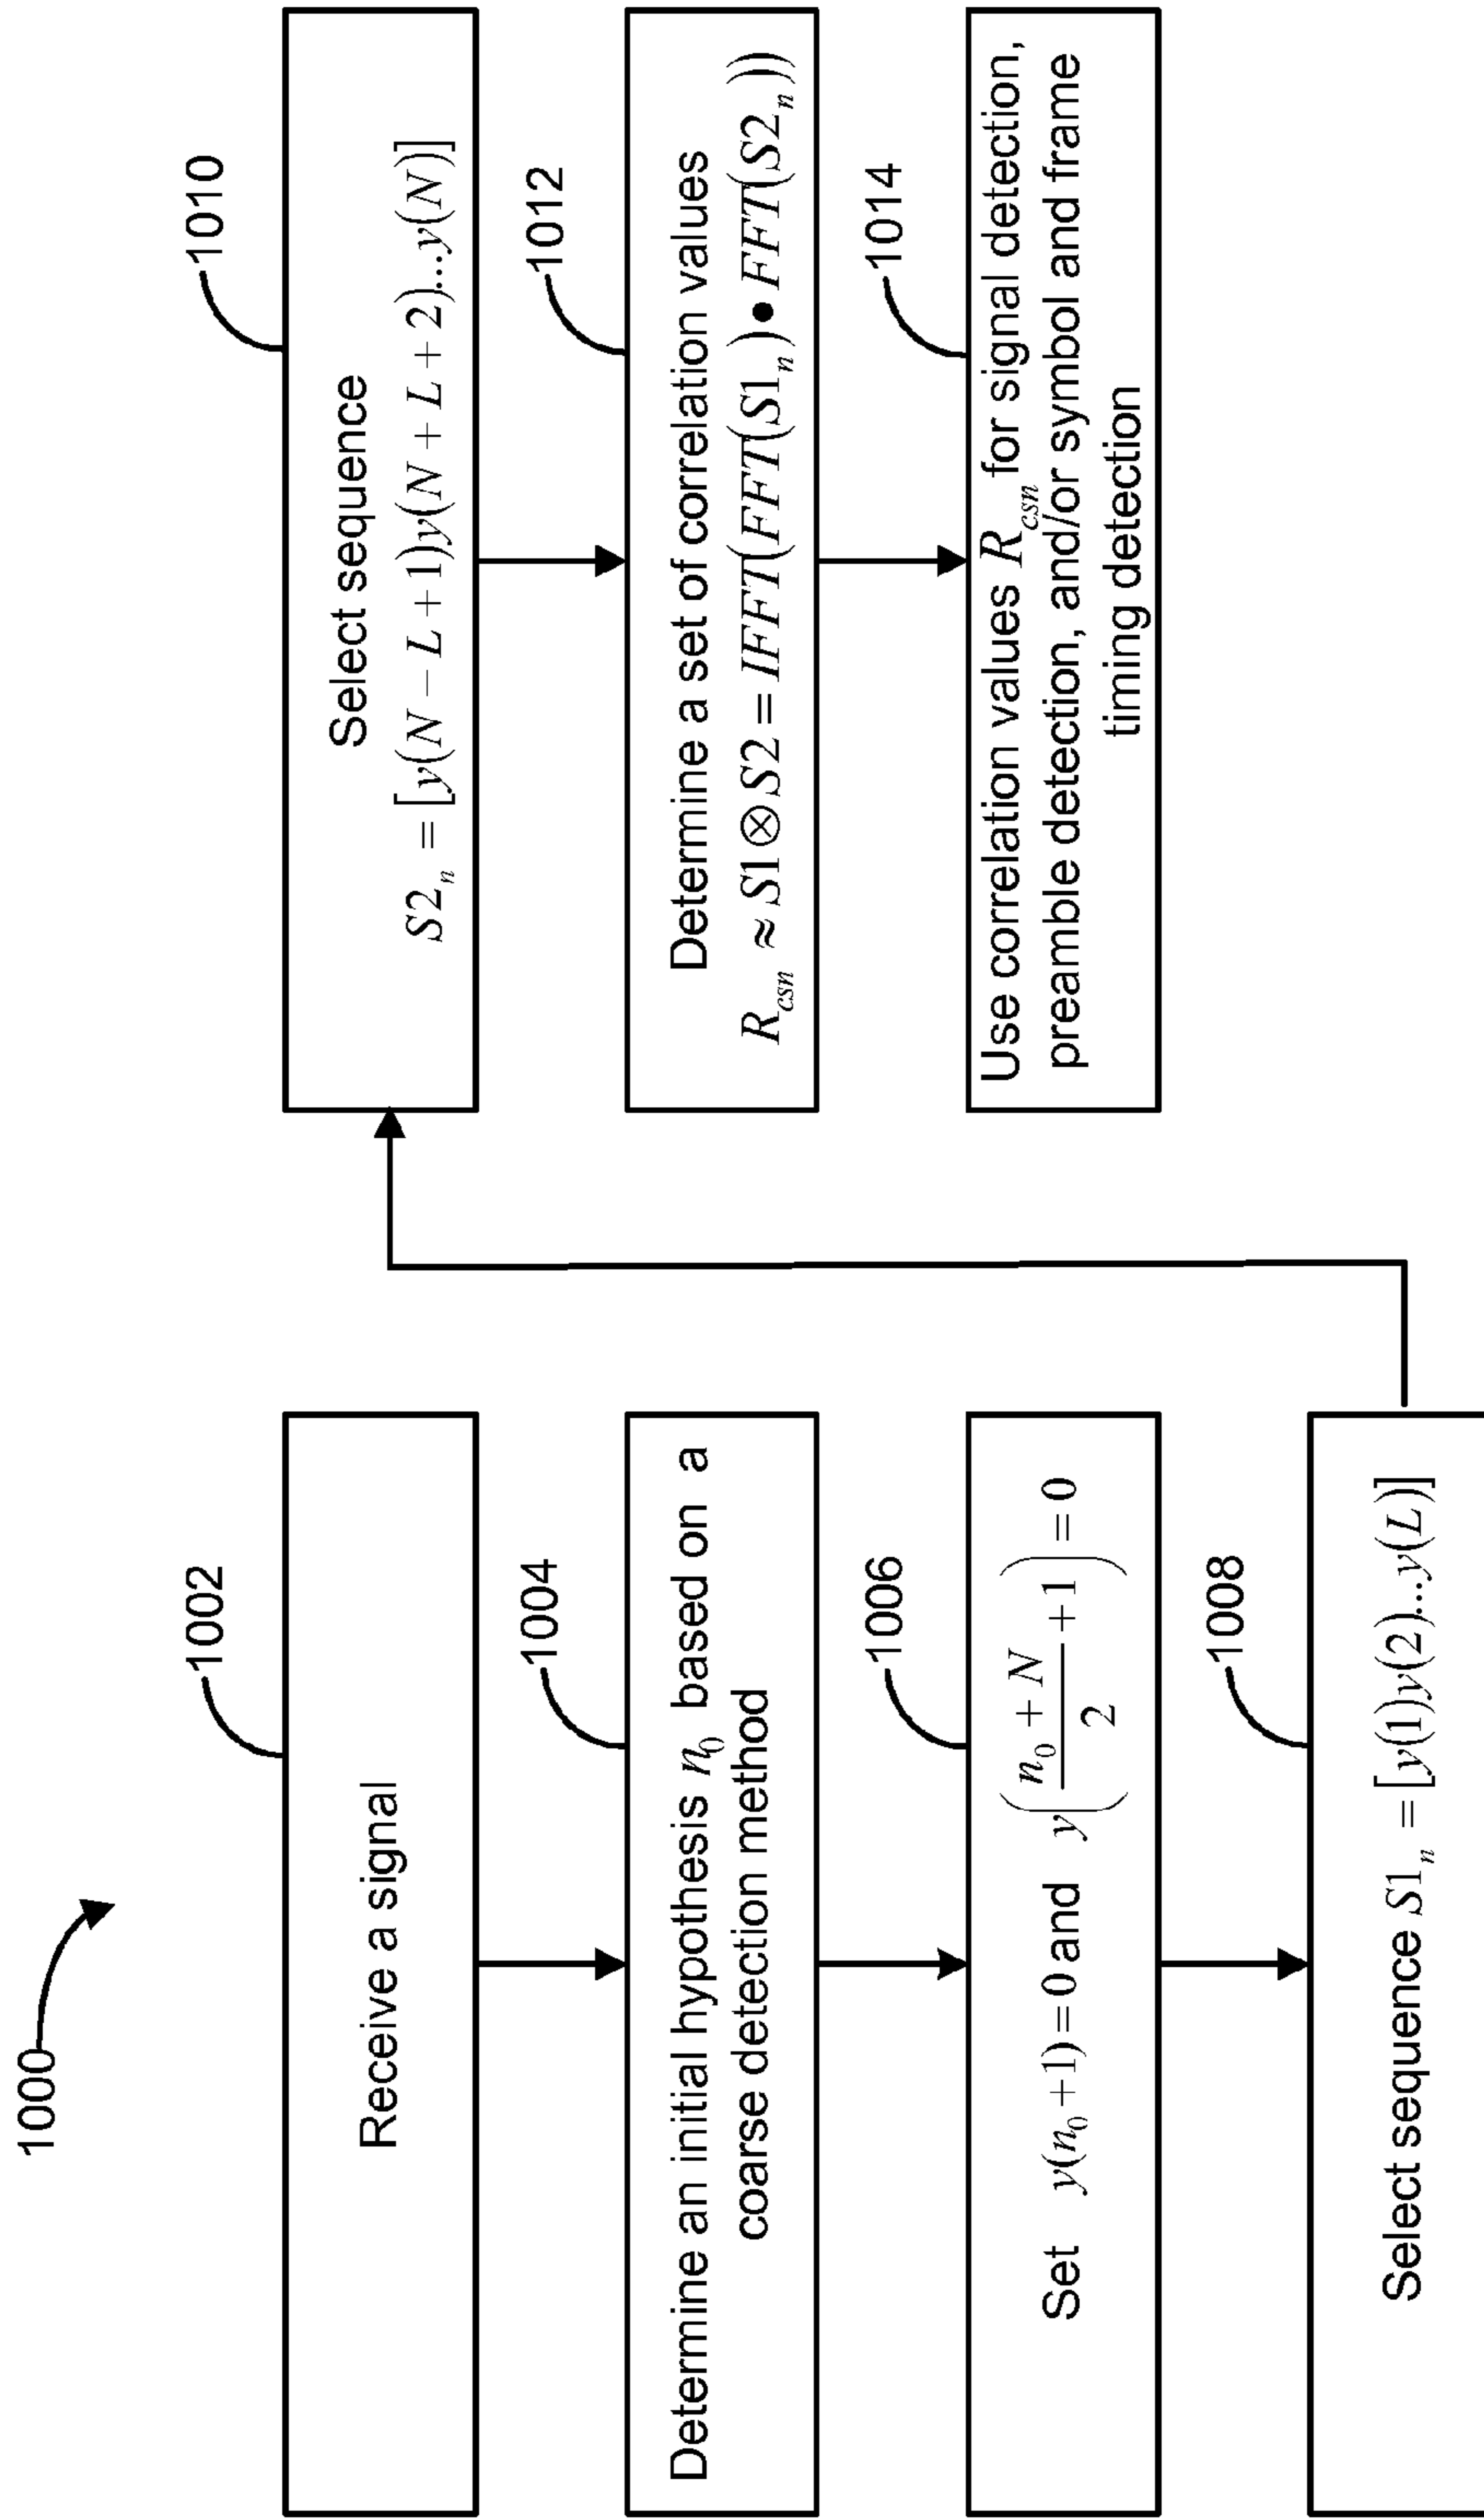 1000
1002
Receive a signal
1004
Determine an initial hypothesis n₀ based on a
coarse detection method
1006
Set y(n₀+1)=0 and y((n₀ + N)/2 + 1) = 0
1008
Select sequence S1ₙ = [y(1)y(2)...y(L)]
1010
Select sequence
S2ₙ = [y(N − L + 1)y(N + L + 2)...y(N)]
1012
Determine a set of correlation values
R_csn ≈ S1⊗S2 = IFFT(FFT(S1ₙ)•FFT(S2ₙ)))
1014
Use correlation values R_csn for signal detection,
preamble detection, and/or symbol and frame
timing detection